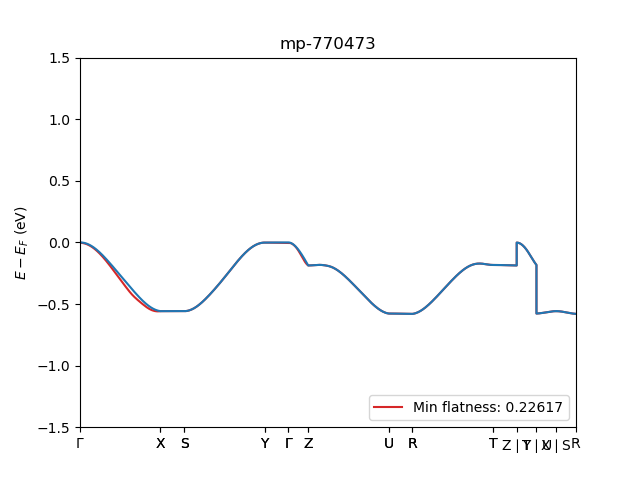 mp-770473
E − E_F (eV)
1.5
1.0
0.5
0.0
−0.5
−1.0
−1.5
Min flatness: 0.22617
Γ X S Y Γ Z U R T Z|Y T|X U|S R